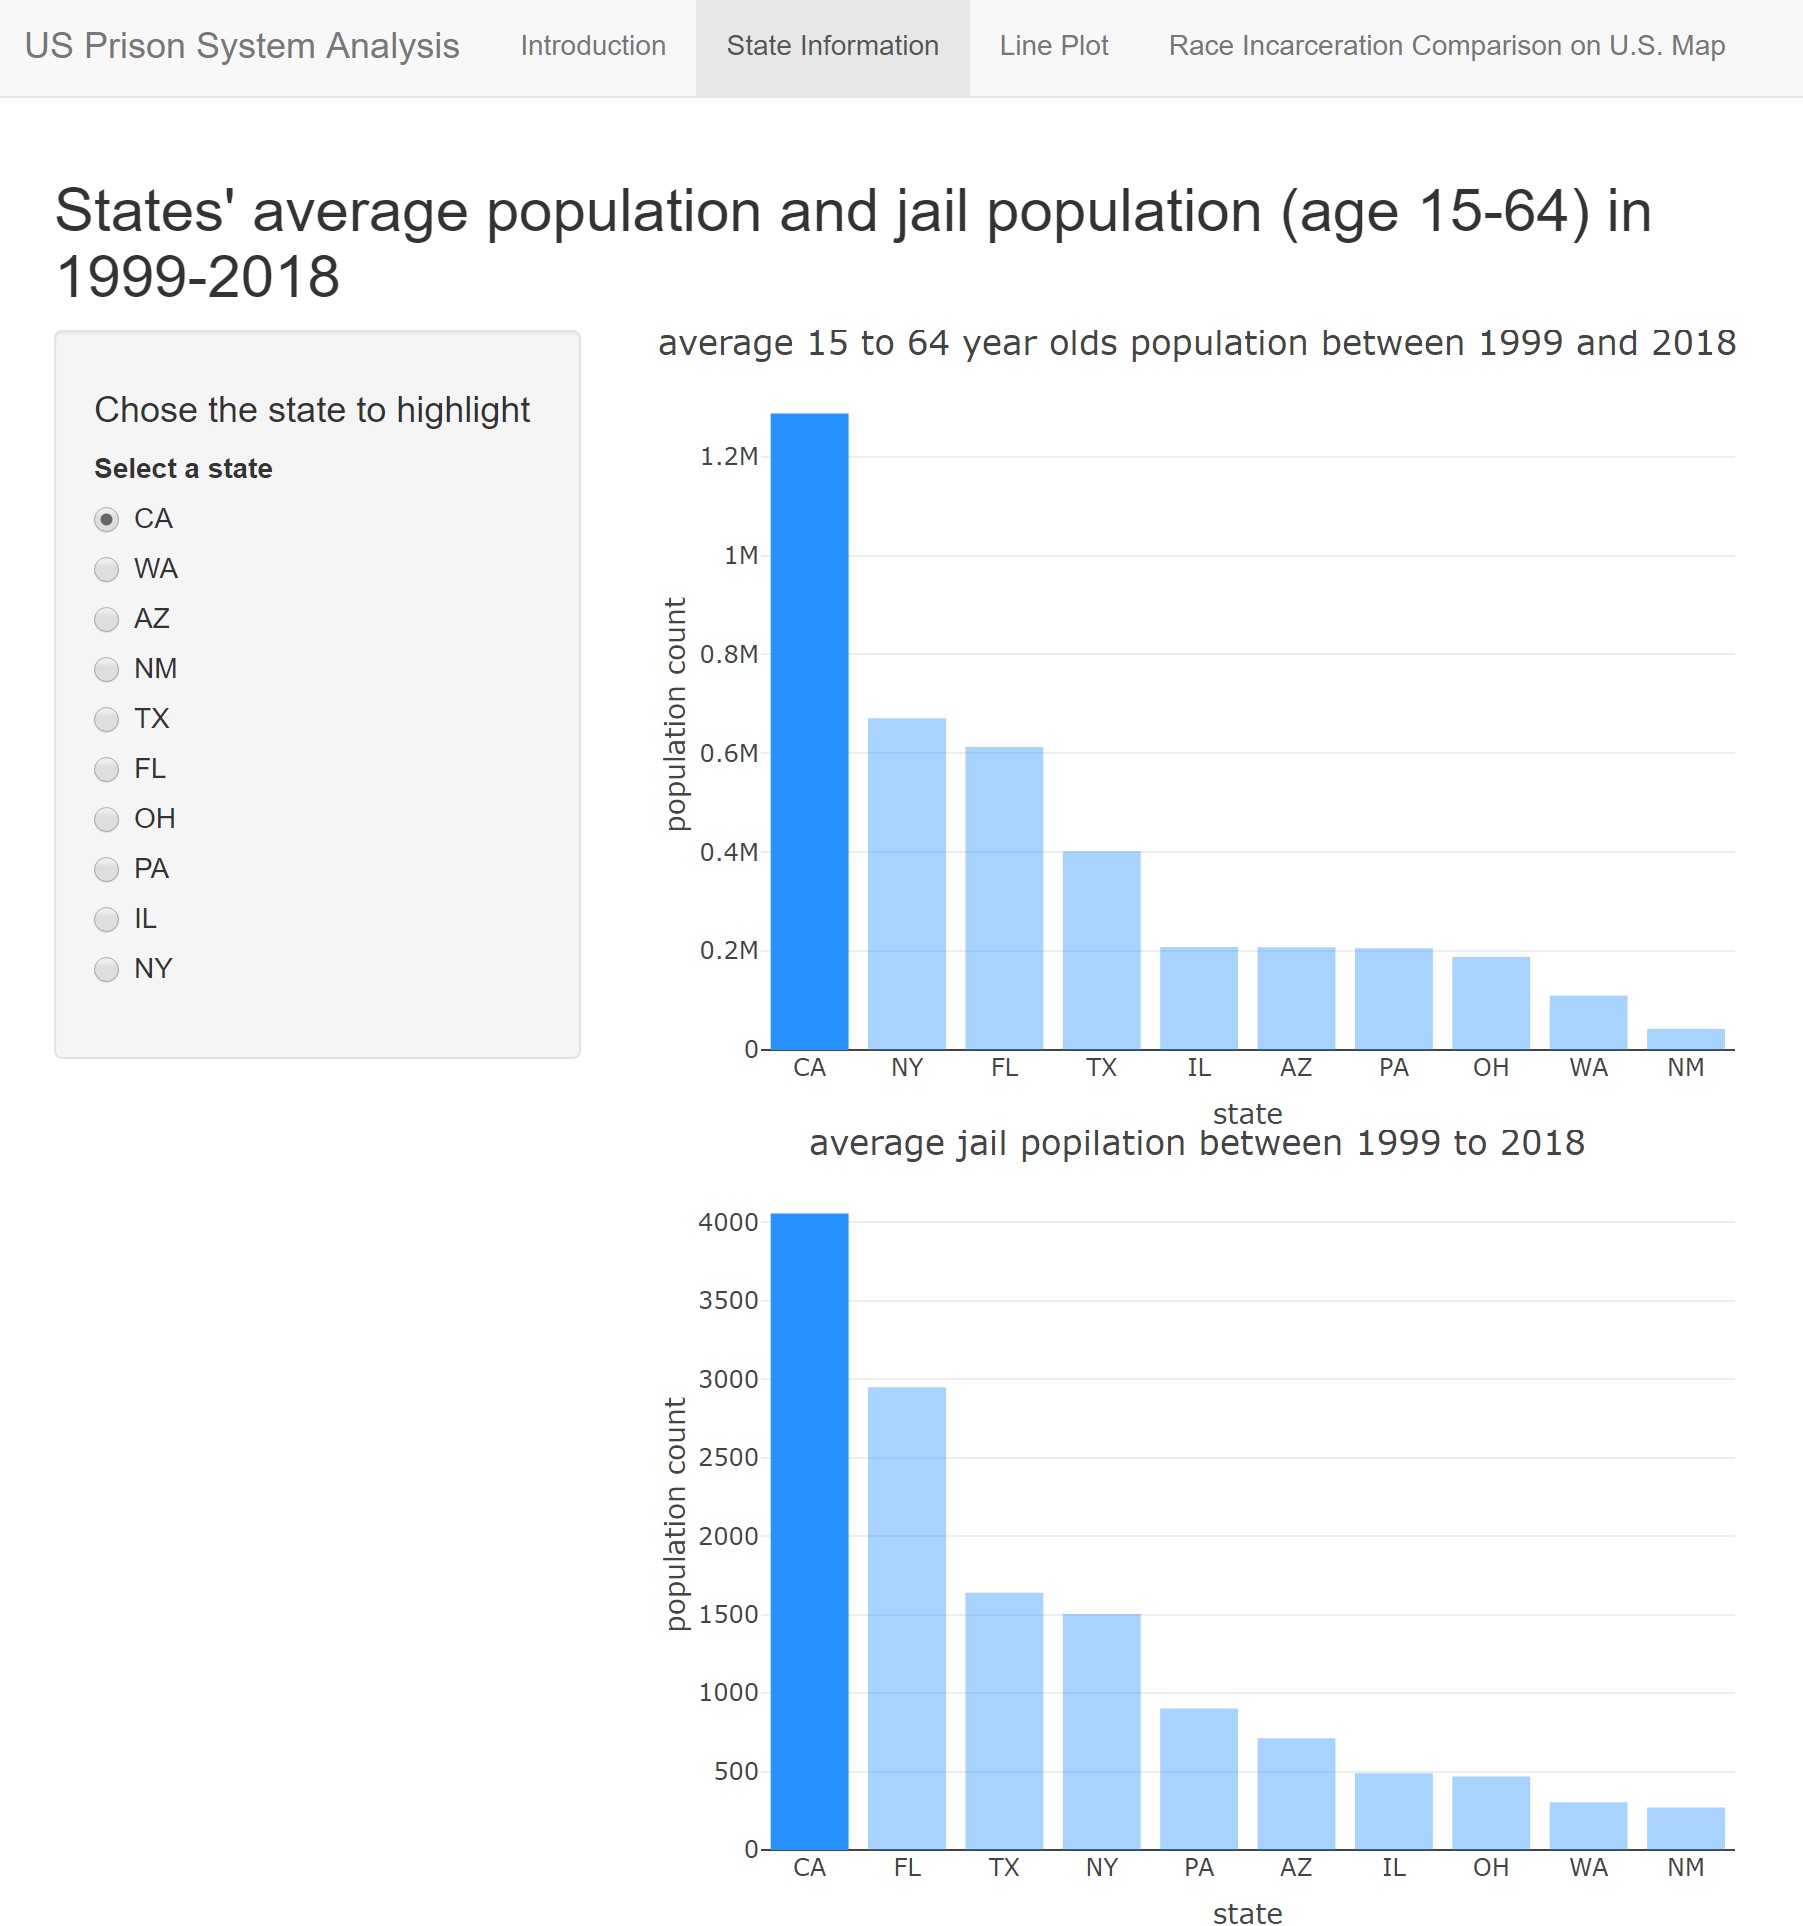 US Prison System Analysis Introduction State Information Line Plot Race Incarceration Comparison on U.S. Map
States' average population and jail population (age 15-64) in
1999-2018
Chose the state to highlight
Select a state
CA
WA
AZ
NM
TX
FL
OH
PA
IL
NY
average 15 to 64 year olds population between 1999 and 2018
population count
1.2M
1M
0.8M
0.6M
0.4M
0.2M
0
CA NY FL TX IL AZ PA OH WA NM
state
average jail popilation between 1999 to 2018
population count
4000
3500
3000
2500
2000
1500
1000
500
0
CA FL TX NY PA AZ IL OH WA NM
state